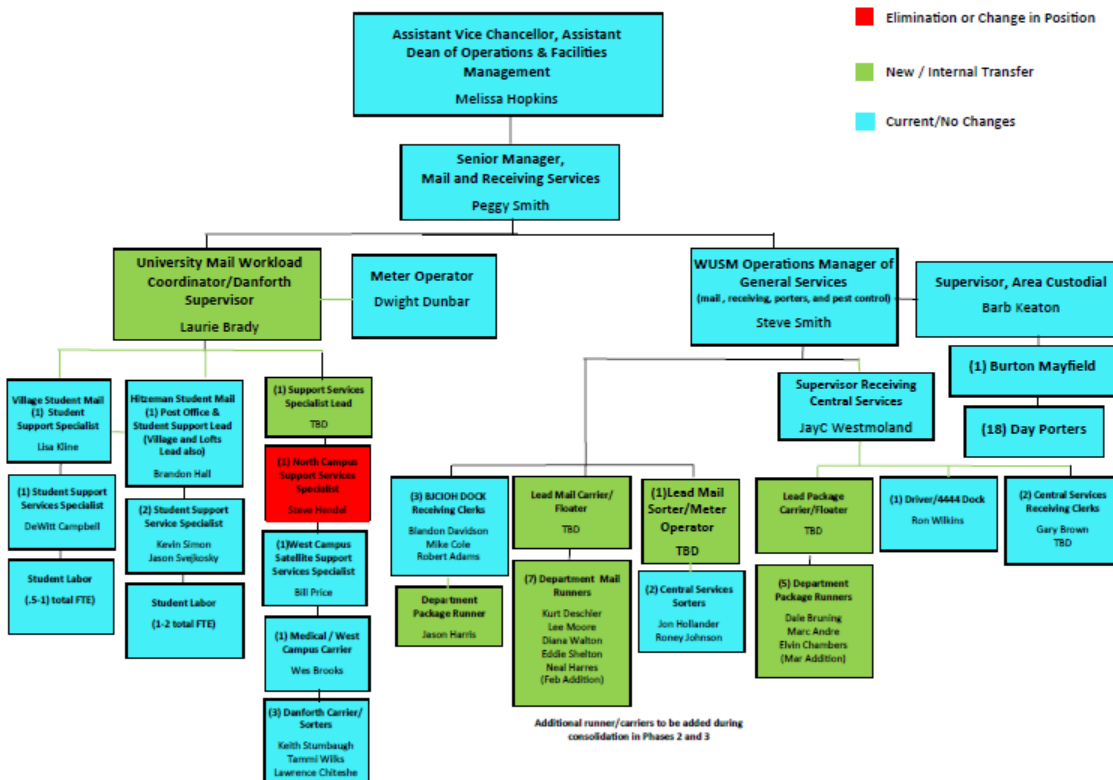 Elimination or Change in Position
New / Internal Transfer
Current/No Changes
Assistant Vice Chancellor, Assistant
Dean of Operations & Facilities
Management
Melissa Hopkins
Senior Manager,
Mail and Receiving Services
Peggy Smith
University Mail Workload
Coordinator/Danforth
Supervisor
Laurie Brady
Meter Operator
Dwight Dunbar
WUSM Operations Manager of
General Services
(mail , receiving, porters, and pest control)
Steve Smith
Supervisor, Area Custodial
Barb Keaton
(1) Burton Mayfield
(18) Day Porters
Village Student Mail
(1) Student
Support Specialist
Lisa Kline
(1) Student Support
Services Specialist
DeWitt Campbell
Student Labor
(.5-1) total FTE)
Hitzeman Student Mail
(1) Post Office &
Student Support Lead
(Village and Lofts
Lead also)
Brandon Hall
(2) Student Support
Service Specialist
Kevin Simon
Jason Svejkosky
Student Labor
(1-2 total FTE)
(1) Support Services
Specialist Lead
TBD
(1) North Campus
Support Services
Specialist
Steve Hendel
(1)West Campus
Satellite Support
Services Specialist
Bill Price
(1) Medical / West
Campus Carrier
Wes Brooks
(3) Danforth Carrier/
Sorters
Keith Stumbaugh
Tammi Wilks
Lawrence Chiteshe
Supervisor Receiving
Central Services
JayC Westmoland
(3) BJCIOH DOCK
Receiving Clerks
Blandon Davidson
Mike Cole
Robert Adams
Department
Package Runner
Jason Harris
Lead Mail Carrier/
Floater
TBD
(7) Department Mail
Runners
Kurt Deschler
Lee Moore
Diana Walton
Eddie Shelton
Neal Harres
(Feb Addition)
(1)Lead Mail
Sorter/Meter
Operator
TBD
(2) Central Services
Sorters
Jon Hollander
Roney Johnson
Lead Package
Carrier/Floater
TBD
(5) Department
Package Runners
Dale Bruning
Marc Andre
Elvin Chambers
(Mar Addition)
(1) Driver/4444 Dock
Ron Wilkins
(2) Central Services
Receiving Clerks
Gary Brown
TBD
Additional runner/carriers to be added during
consolidation in Phases 2 and 3